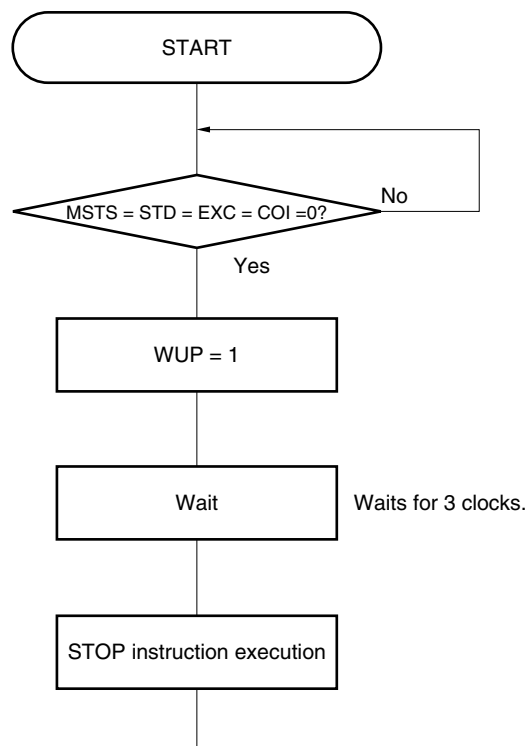 START
MSTS = STD = EXC = COI =0?
No
Yes
WUP = 1
Wait
Waits for 3 clocks.
STOP instruction execution